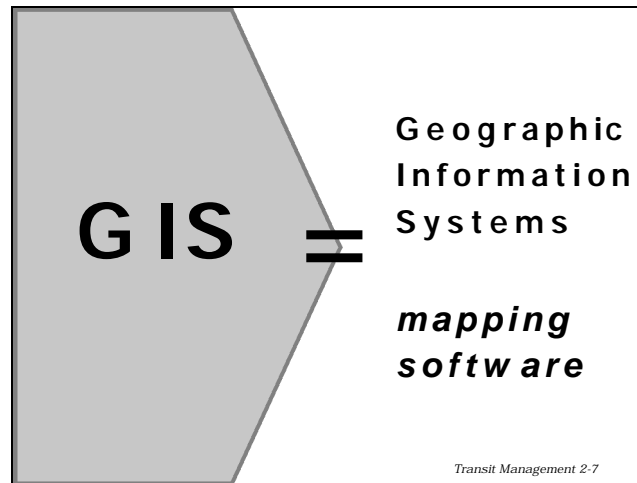 GIS
=
Geographic
Information
Systems
mapping
software
Transit Management 2-7